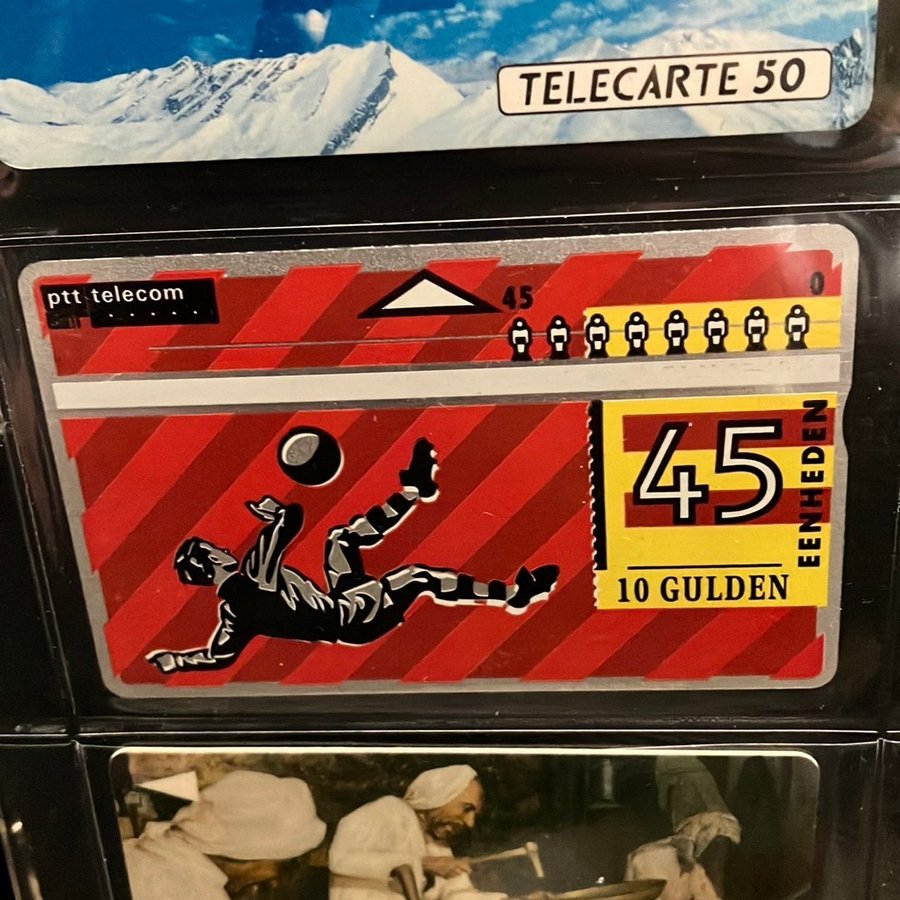 TELECARTE 50
ptt telecom
45
0
45
EENHEDEN
10 GULDEN